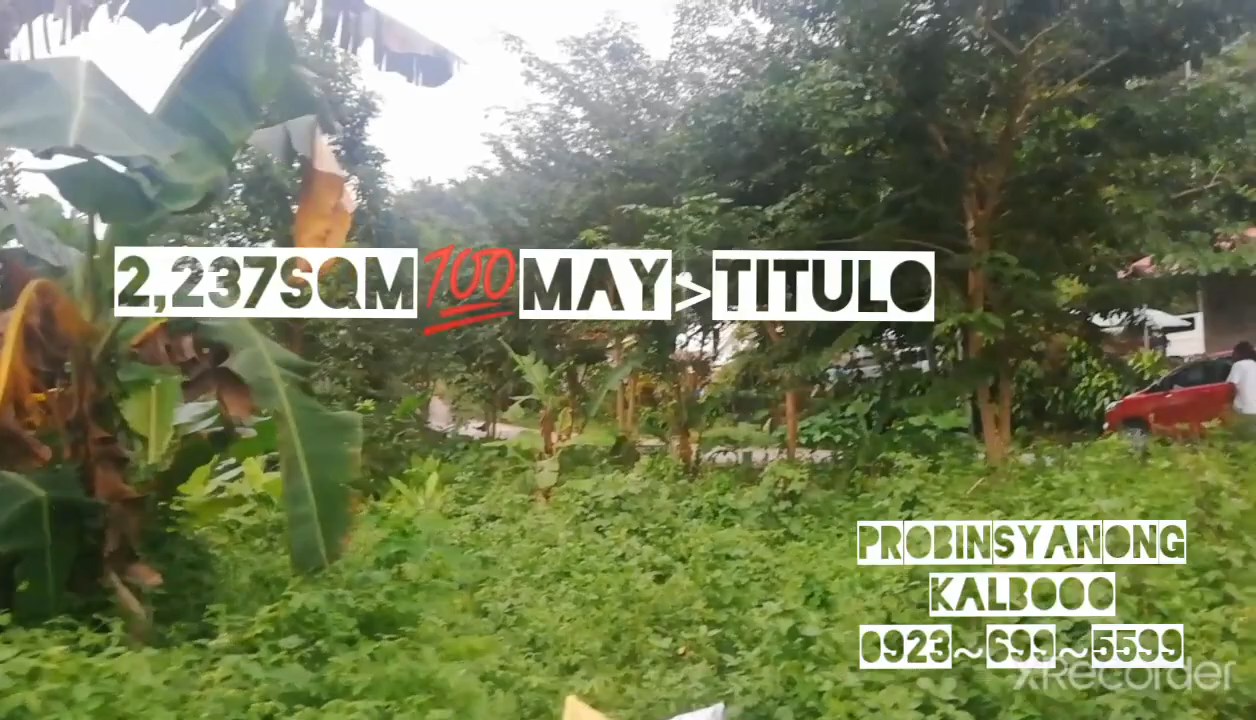 2,237SQM💯MAY>TITULO
PROBINSYANONG
KALBOOO
0923~699~5599
XRecorder